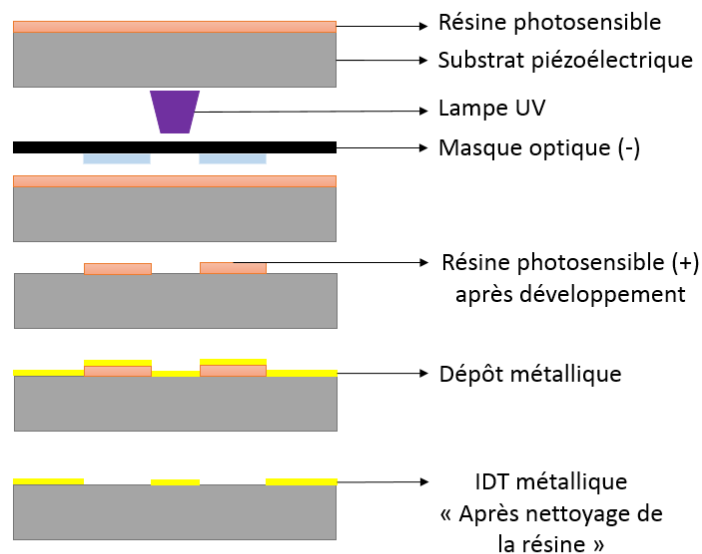 Résine photosensible
Substrat piézoélectrique
Lampe UV
Masque optique (-)
Résine photosensible (+)
après développement
Dépôt métallique
IDT métallique
« Après nettoyage de
la résine »